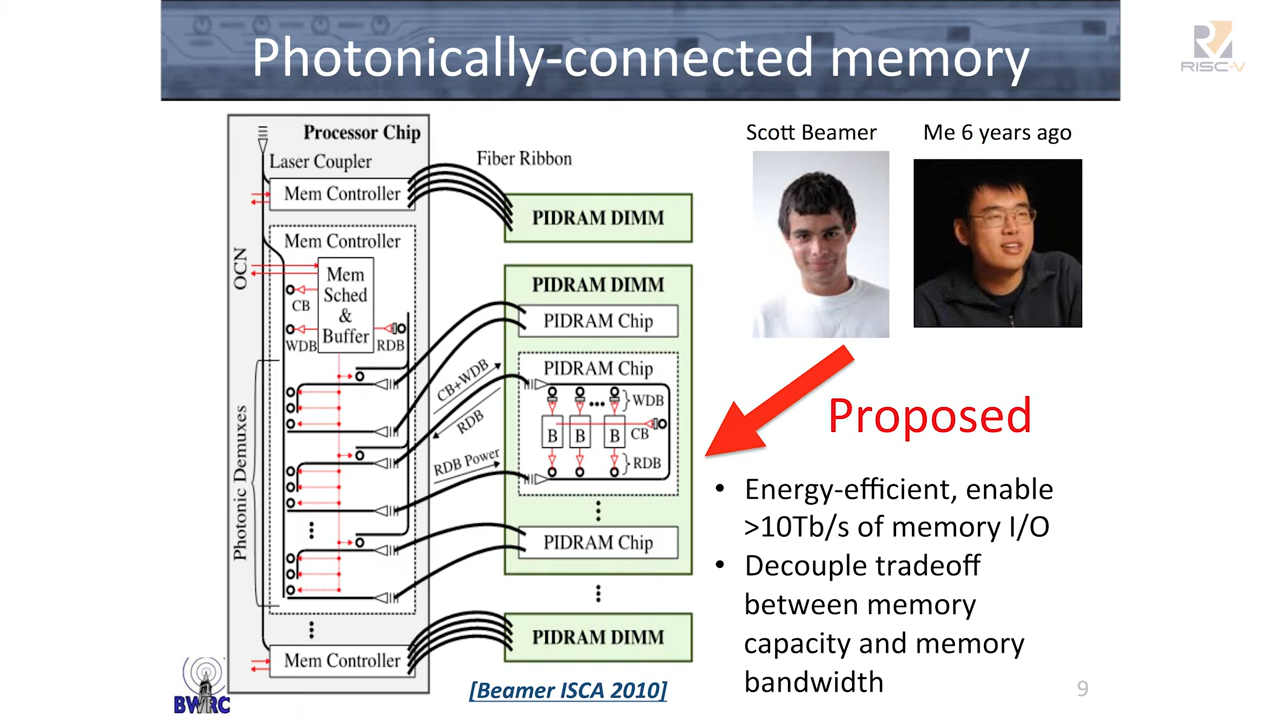 Photonically-connected memory
RISC-V
Processor Chip
Laser Coupler
Mem Controller
Fiber Ribbon
PIDRAM DIMM
OCN
Mem Controller
Mem
Sched
&
Buffer
CB
WDB
RDB
Photonic Demuxes
CB+WDB
RDB
RDB Power
PIDRAM DIMM
PIDRAM Chip
PIDRAM Chip
WDB
B
B
B
CB
RDB
PIDRAM Chip
Mem Controller
PIDRAM DIMM
[Beamer ISCA 2010]
BWRC
Scott Beamer
Me 6 years ago
Proposed
• Energy-efficient, enable
>10Tb/s of memory I/O
• Decouple tradeoff
between memory
capacity and memory
bandwidth
9